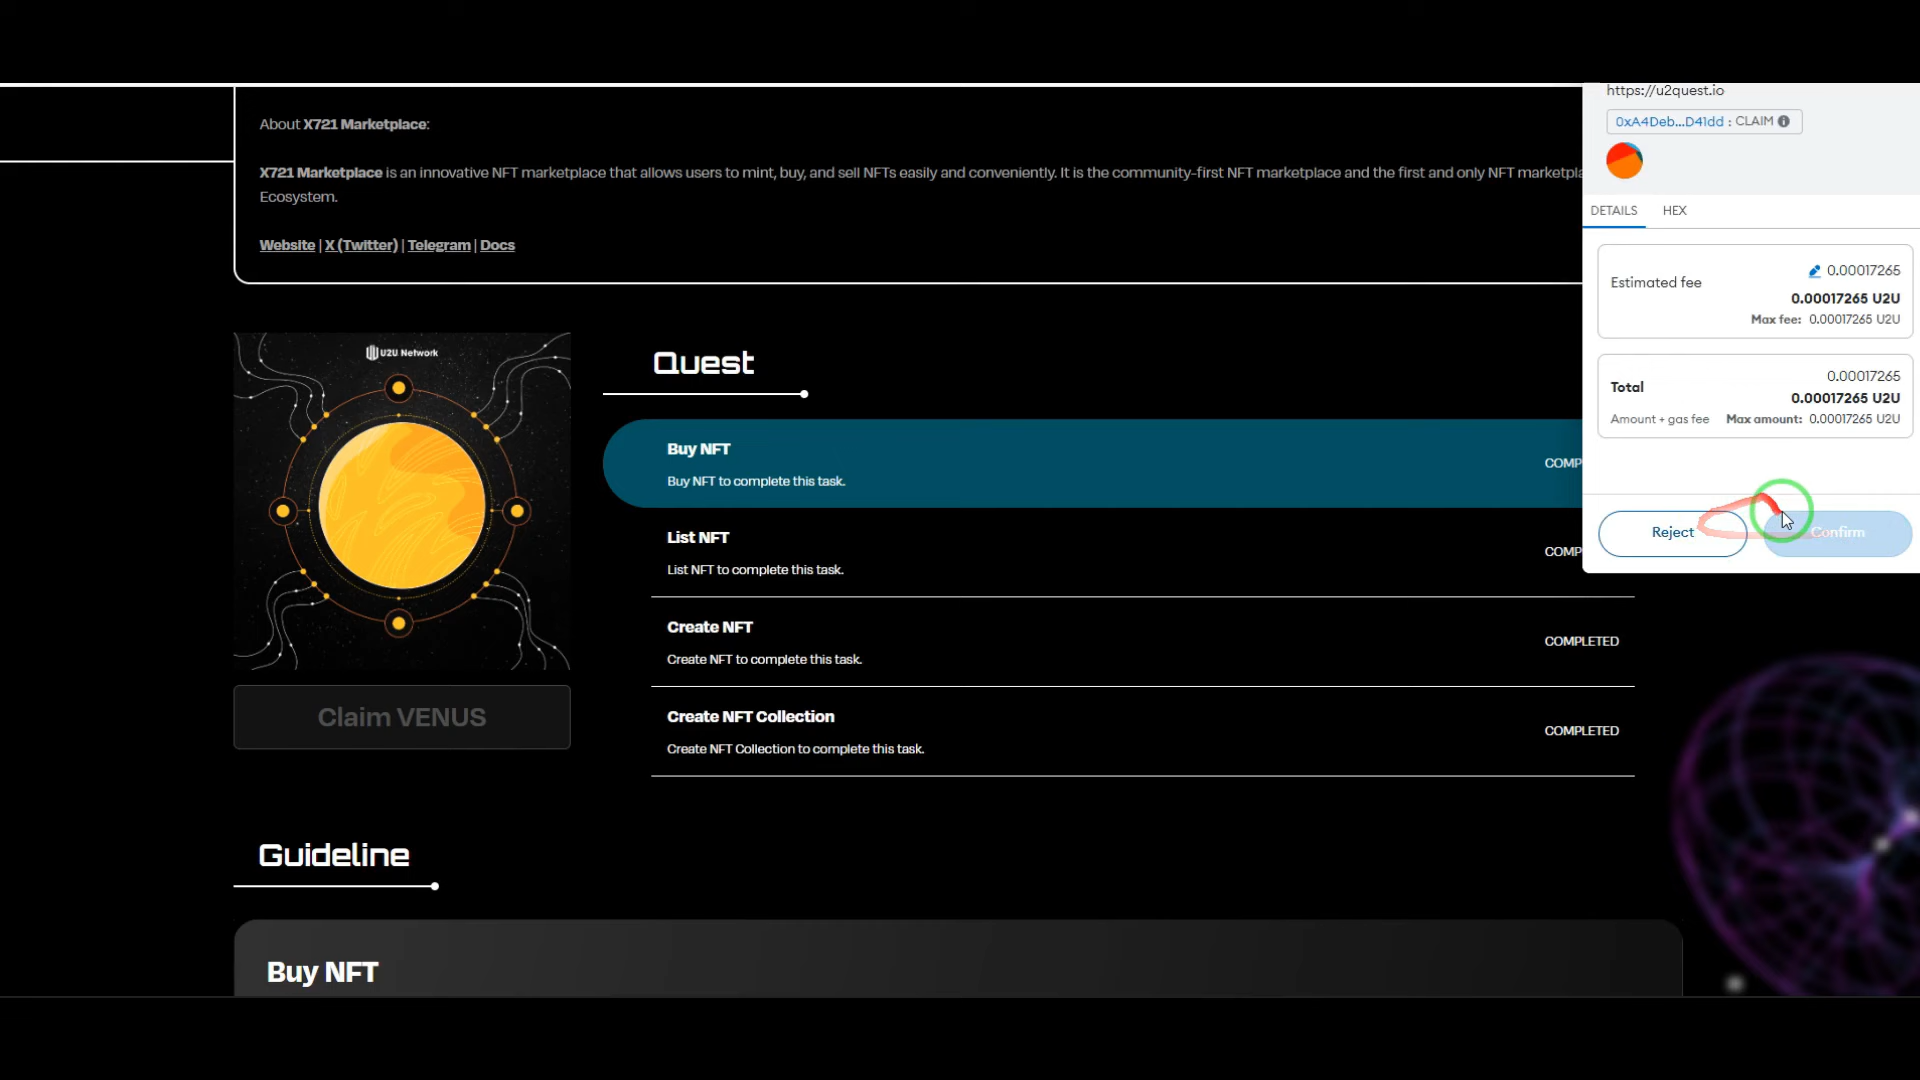 https://u2quest.io
0xA4Deb...D41dd : CLAIM
About X721 Marketplace:
X721 Marketplace is an innovative NFT marketplace that allows users to mint, buy, and sell NFTs easily and conveniently. It is the community-first NFT marketplace and the first and only NFT marketpla
Ecosystem.
Website | X (Twitter) | Telegram | Docs
DETAILS HEX
Estimated fee
0.00017265
0.00017265 U2U
Max fee: 0.00017265 U2U
Total
0.00017265
0.00017265 U2U
Amount + gas fee Max amount: 0.00017265 U2U
Reject Confirm
U2U Network
Claim VENUS
Quest
Buy NFT
Buy NFT to complete this task.
COMP
List NFT
List NFT to complete this task.
COMP
Create NFT
Create NFT to complete this task.
COMPLETED
Create NFT Collection
Create NFT Collection to complete this task.
COMPLETED
Guideline
Buy NFT